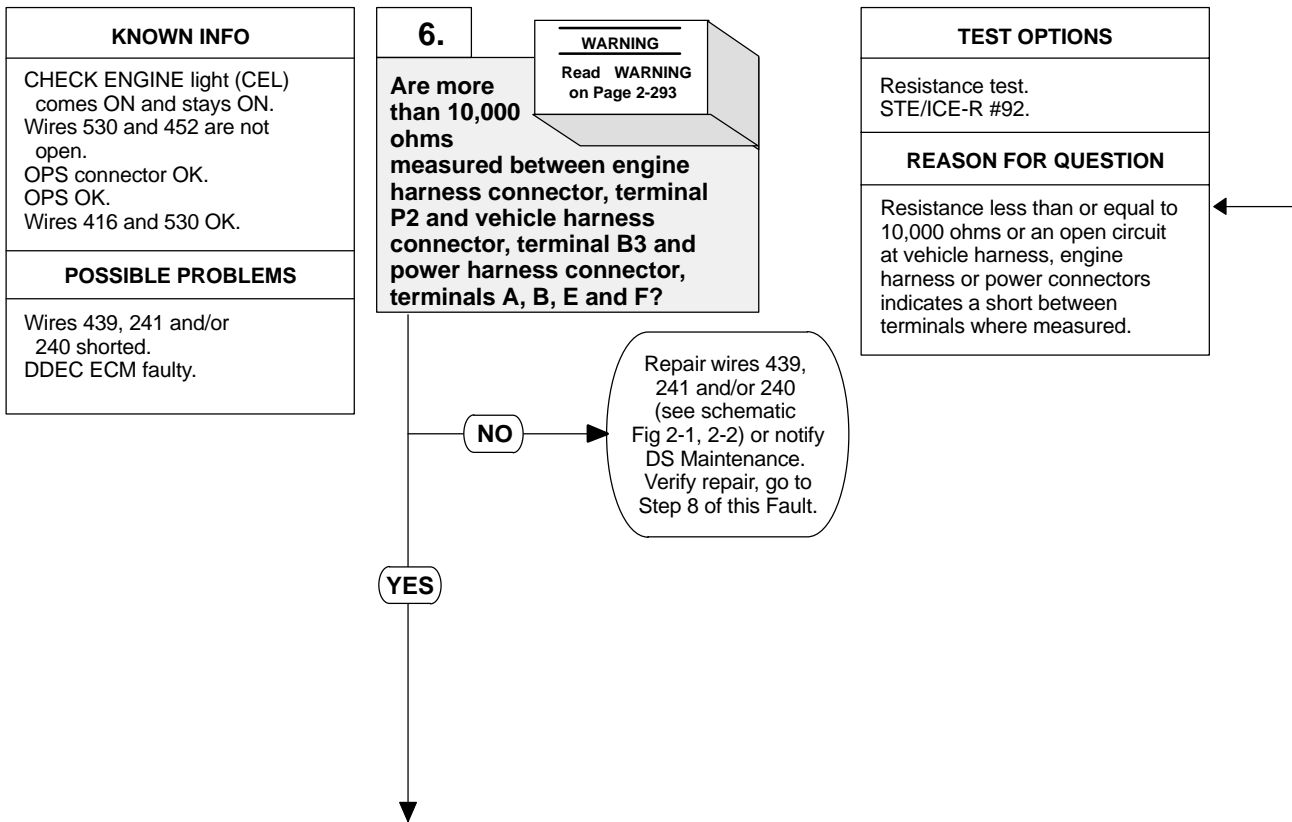 KNOWN INFO
CHECK ENGINE light (CEL)
comes ON and stays ON.
Wires 530 and 452 are not
open.
OPS connector OK.
OPS OK.
Wires 416 and 530 OK.
POSSIBLE PROBLEMS
Wires 439, 241 and/or
240 shorted.
DDEC ECM faulty.
6.
WARNING
Read WARNING
on Page 2-293
Are more
than 10,000
ohms
measured between engine
harness connector, terminal
P2 and vehicle harness
connector, terminal B3 and
power harness connector,
terminals A, B, E and F?
TEST OPTIONS
Resistance test.
STE/ICE-R #92.
REASON FOR QUESTION
Resistance less than or equal to
10,000 ohms or an open circuit
at vehicle harness, engine
harness or power connectors
indicates a short between
terminals where measured.
NO
Repair wires 439,
241 and/or 240
(see schematic
Fig 2-1, 2-2) or notify
DS Maintenance.
Verify repair, go to
Step 8 of this Fault.
YES